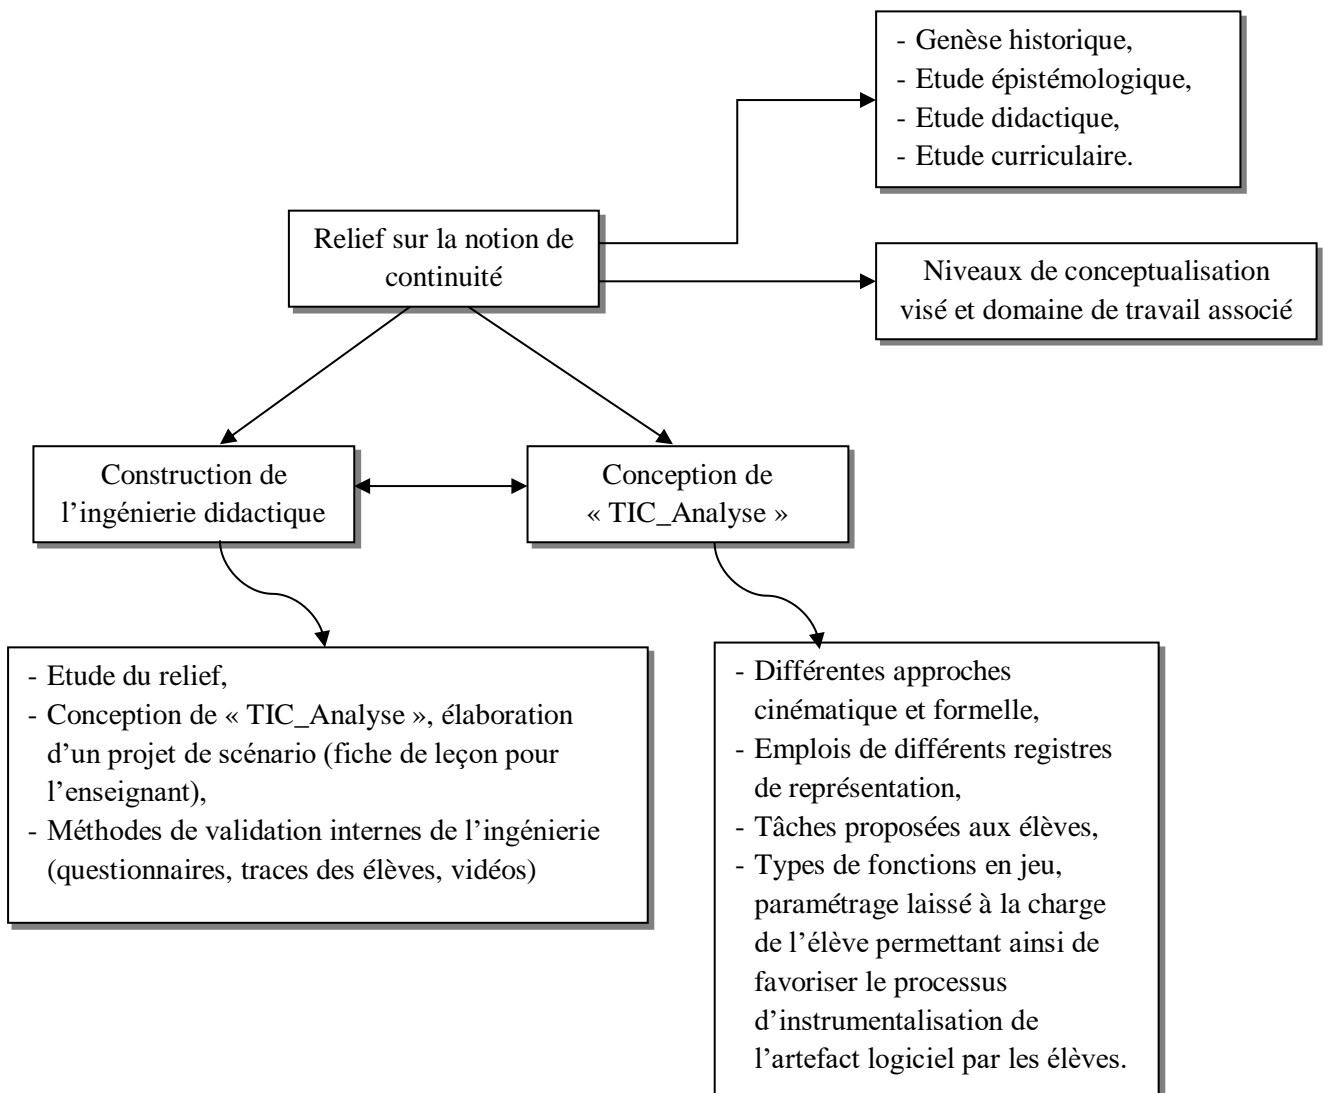 - Genèse historique,
- Etude épistémologique,
- Etude didactique,
- Etude curriculaire.
Relief sur la notion de
continuité
Niveaux de conceptualisation
visé et domaine de travail associé
Construction de
l’ingénierie didactique
Conception de
« TIC_Analyse »
- Etude du relief,
- Conception de « TIC_Analyse », élaboration
d’un projet de scénario (fiche de leçon pour
l’enseignant),
- Méthodes de validation internes de l’ingénierie
(questionnaires, traces des élèves, vidéos)
- Différentes approches
cinématique et formelle,
- Emplois de différents registres
de représentation,
- Tâches proposées aux élèves,
- Types de fonctions en jeu,
paramétrage laissé à la charge
de l’élève permettant ainsi de
favoriser le processus
d’instrumentalisation de
l’artefact logiciel par les élèves.